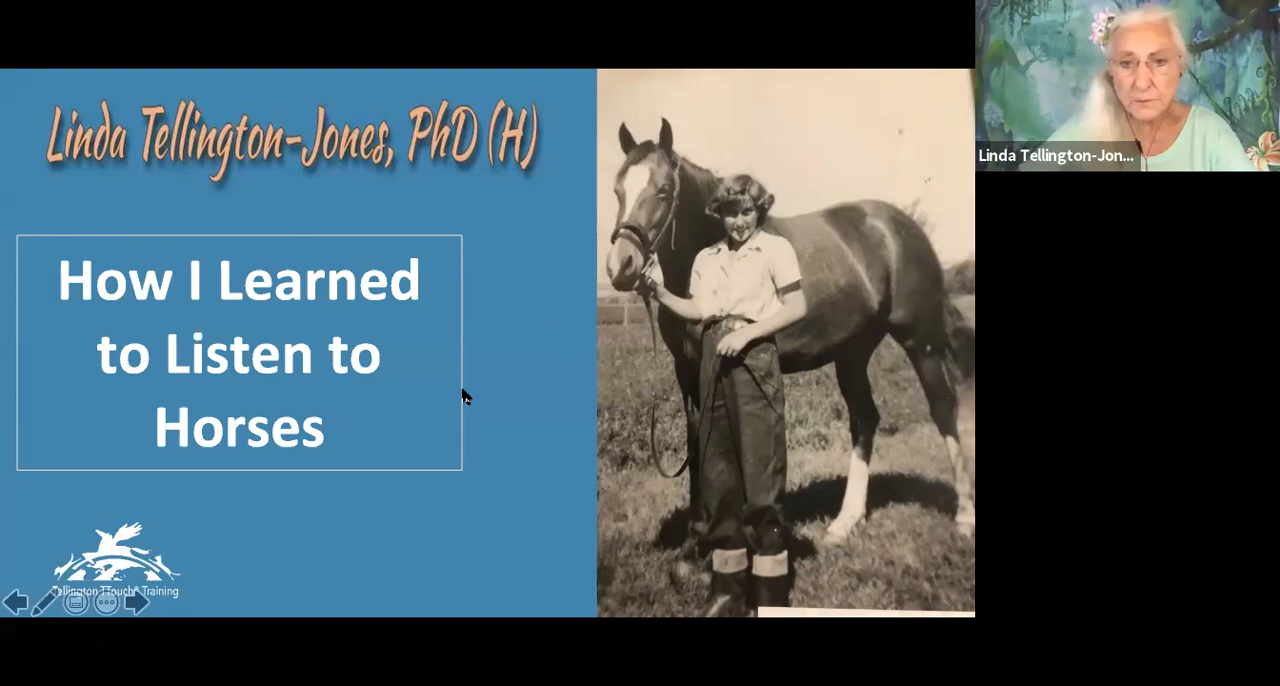 Linda Tellington-Jones, PhD (H)
How I Learned
to Listen to
Horses
Tellington TTouch® Training
Linda Tellington-Jon...